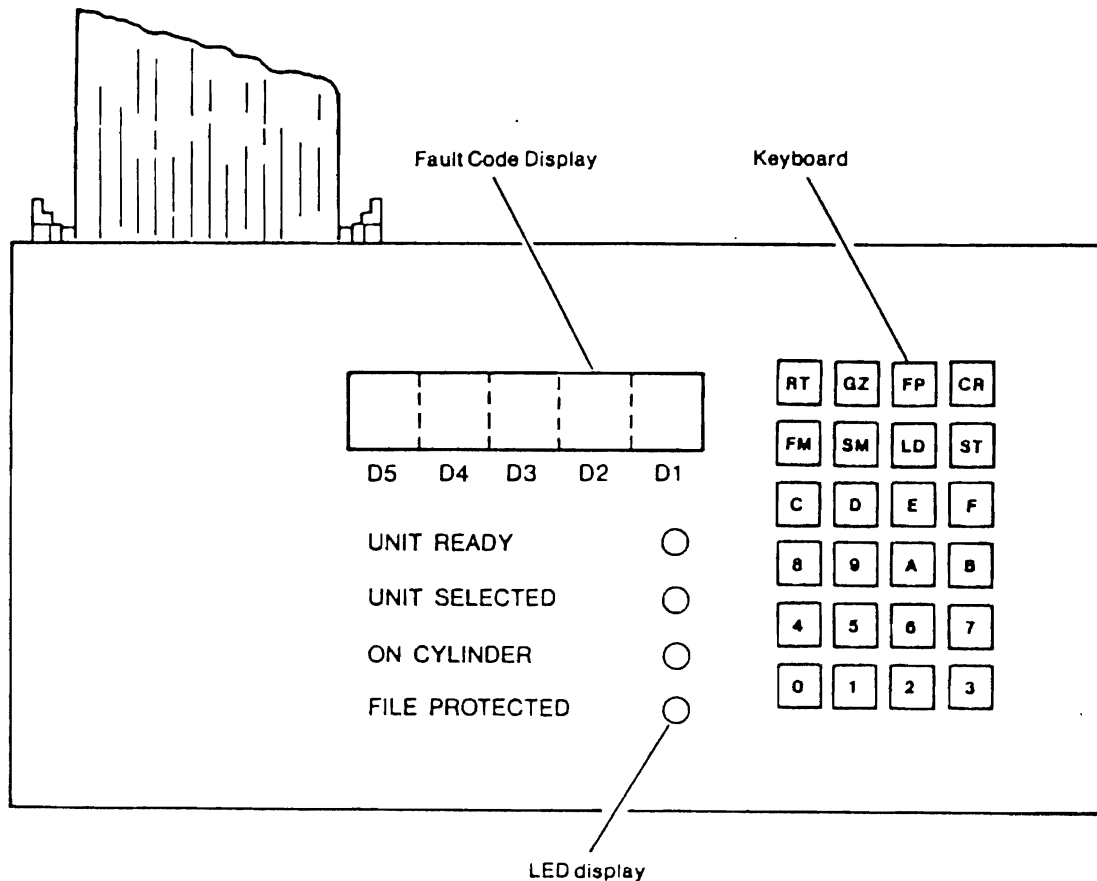 Fault Code Display
Keyboard
RT GZ FP CR
FM SM LD ST
D5 D4 D3 D2 D1
C D E F
UNIT READY
8 9 A B
UNIT SELECTED
4 5 6 7
ON CYLINDER
0 1 2 3
FILE PROTECTED
LED display